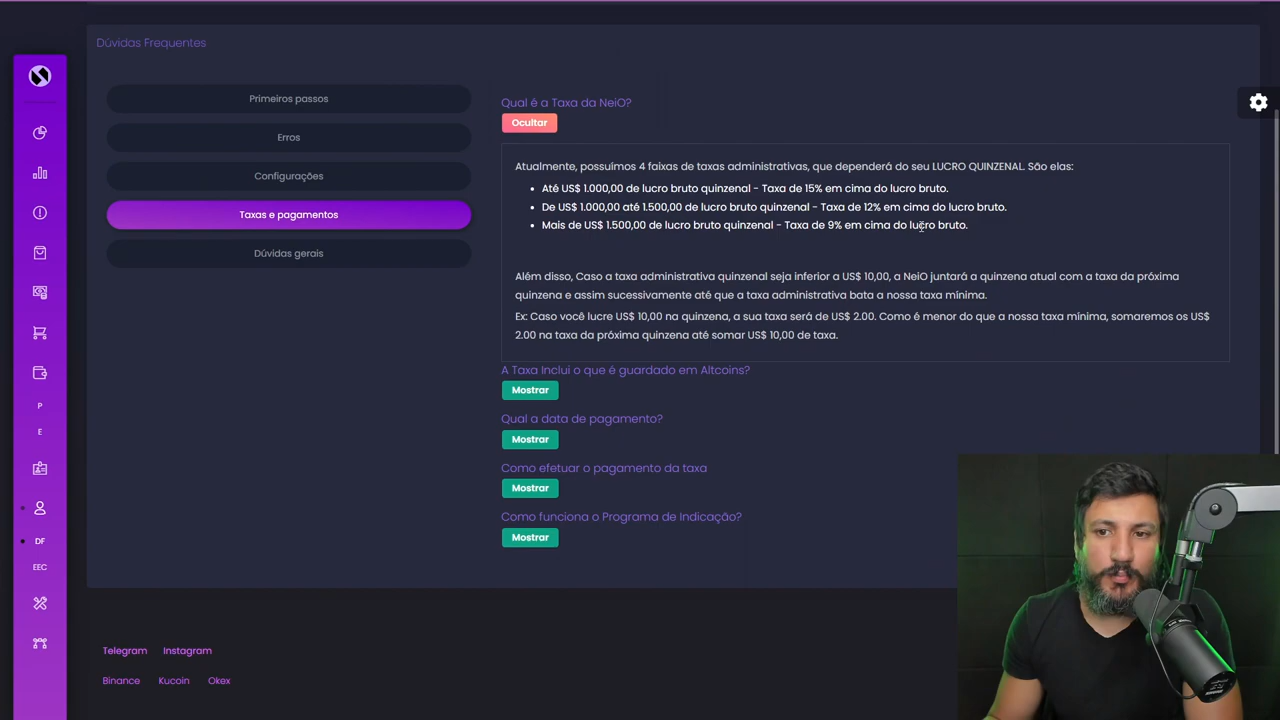 Dúvidas Frequentes
Primeiros passos
Erros
Configurações
Taxas e pagamentos
Dúvidas gerais
Qual é a Taxa da NeiO?
Ocultar
Atualmente, possuímos 4 faixas de taxas administrativas, que dependerá do seu LUCRO QUINZENAL. São elas:
Até US$ 1.000,00 de lucro bruto quinzenal - Taxa de 15% em cima do lucro bruto.
De US$ 1.000,00 até 1.500,00 de lucro bruto quinzenal - Taxa de 12% em cima do lucro bruto.
Mais de US$ 1.500,00 de lucro bruto quinzenal - Taxa de 9% em cima do lucro bruto.
Além disso, Caso a taxa administrativa quinzenal seja inferior a US$ 10,00, a NeiO juntará a quinzena atual com a taxa da próxima
quinzena e assim sucessivamente até que a taxa administrativa bata a nossa taxa mínima.
Ex: Caso você lucre US$ 10,00 na quinzena, a sua taxa será de US$ 2.00. Como é menor do que a nossa taxa mínima, somaremos os US$
2.00 na taxa da próxima quinzena até somar US$ 10,00 de taxa.
A Taxa Inclui o que é guardado em Altcoins?
Mostrar
Qual a data de pagamento?
Mostrar
Como efetuar o pagamento da taxa
Mostrar
Como funciona o Programa de Indicação?
Mostrar
P
E
DF
EEC
Telegram Instagram
Binance Kucoin Okex